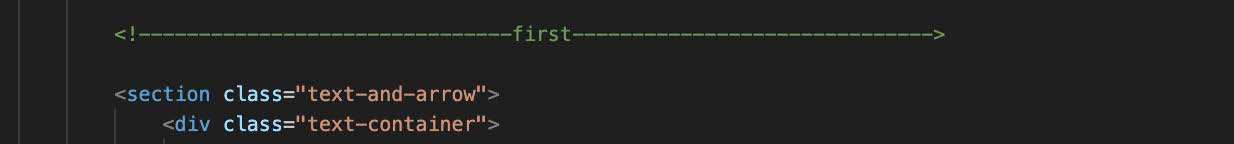 <!-------------------------------first------------------------------>
<section class="text-and-arrow">
<div class="text-container">